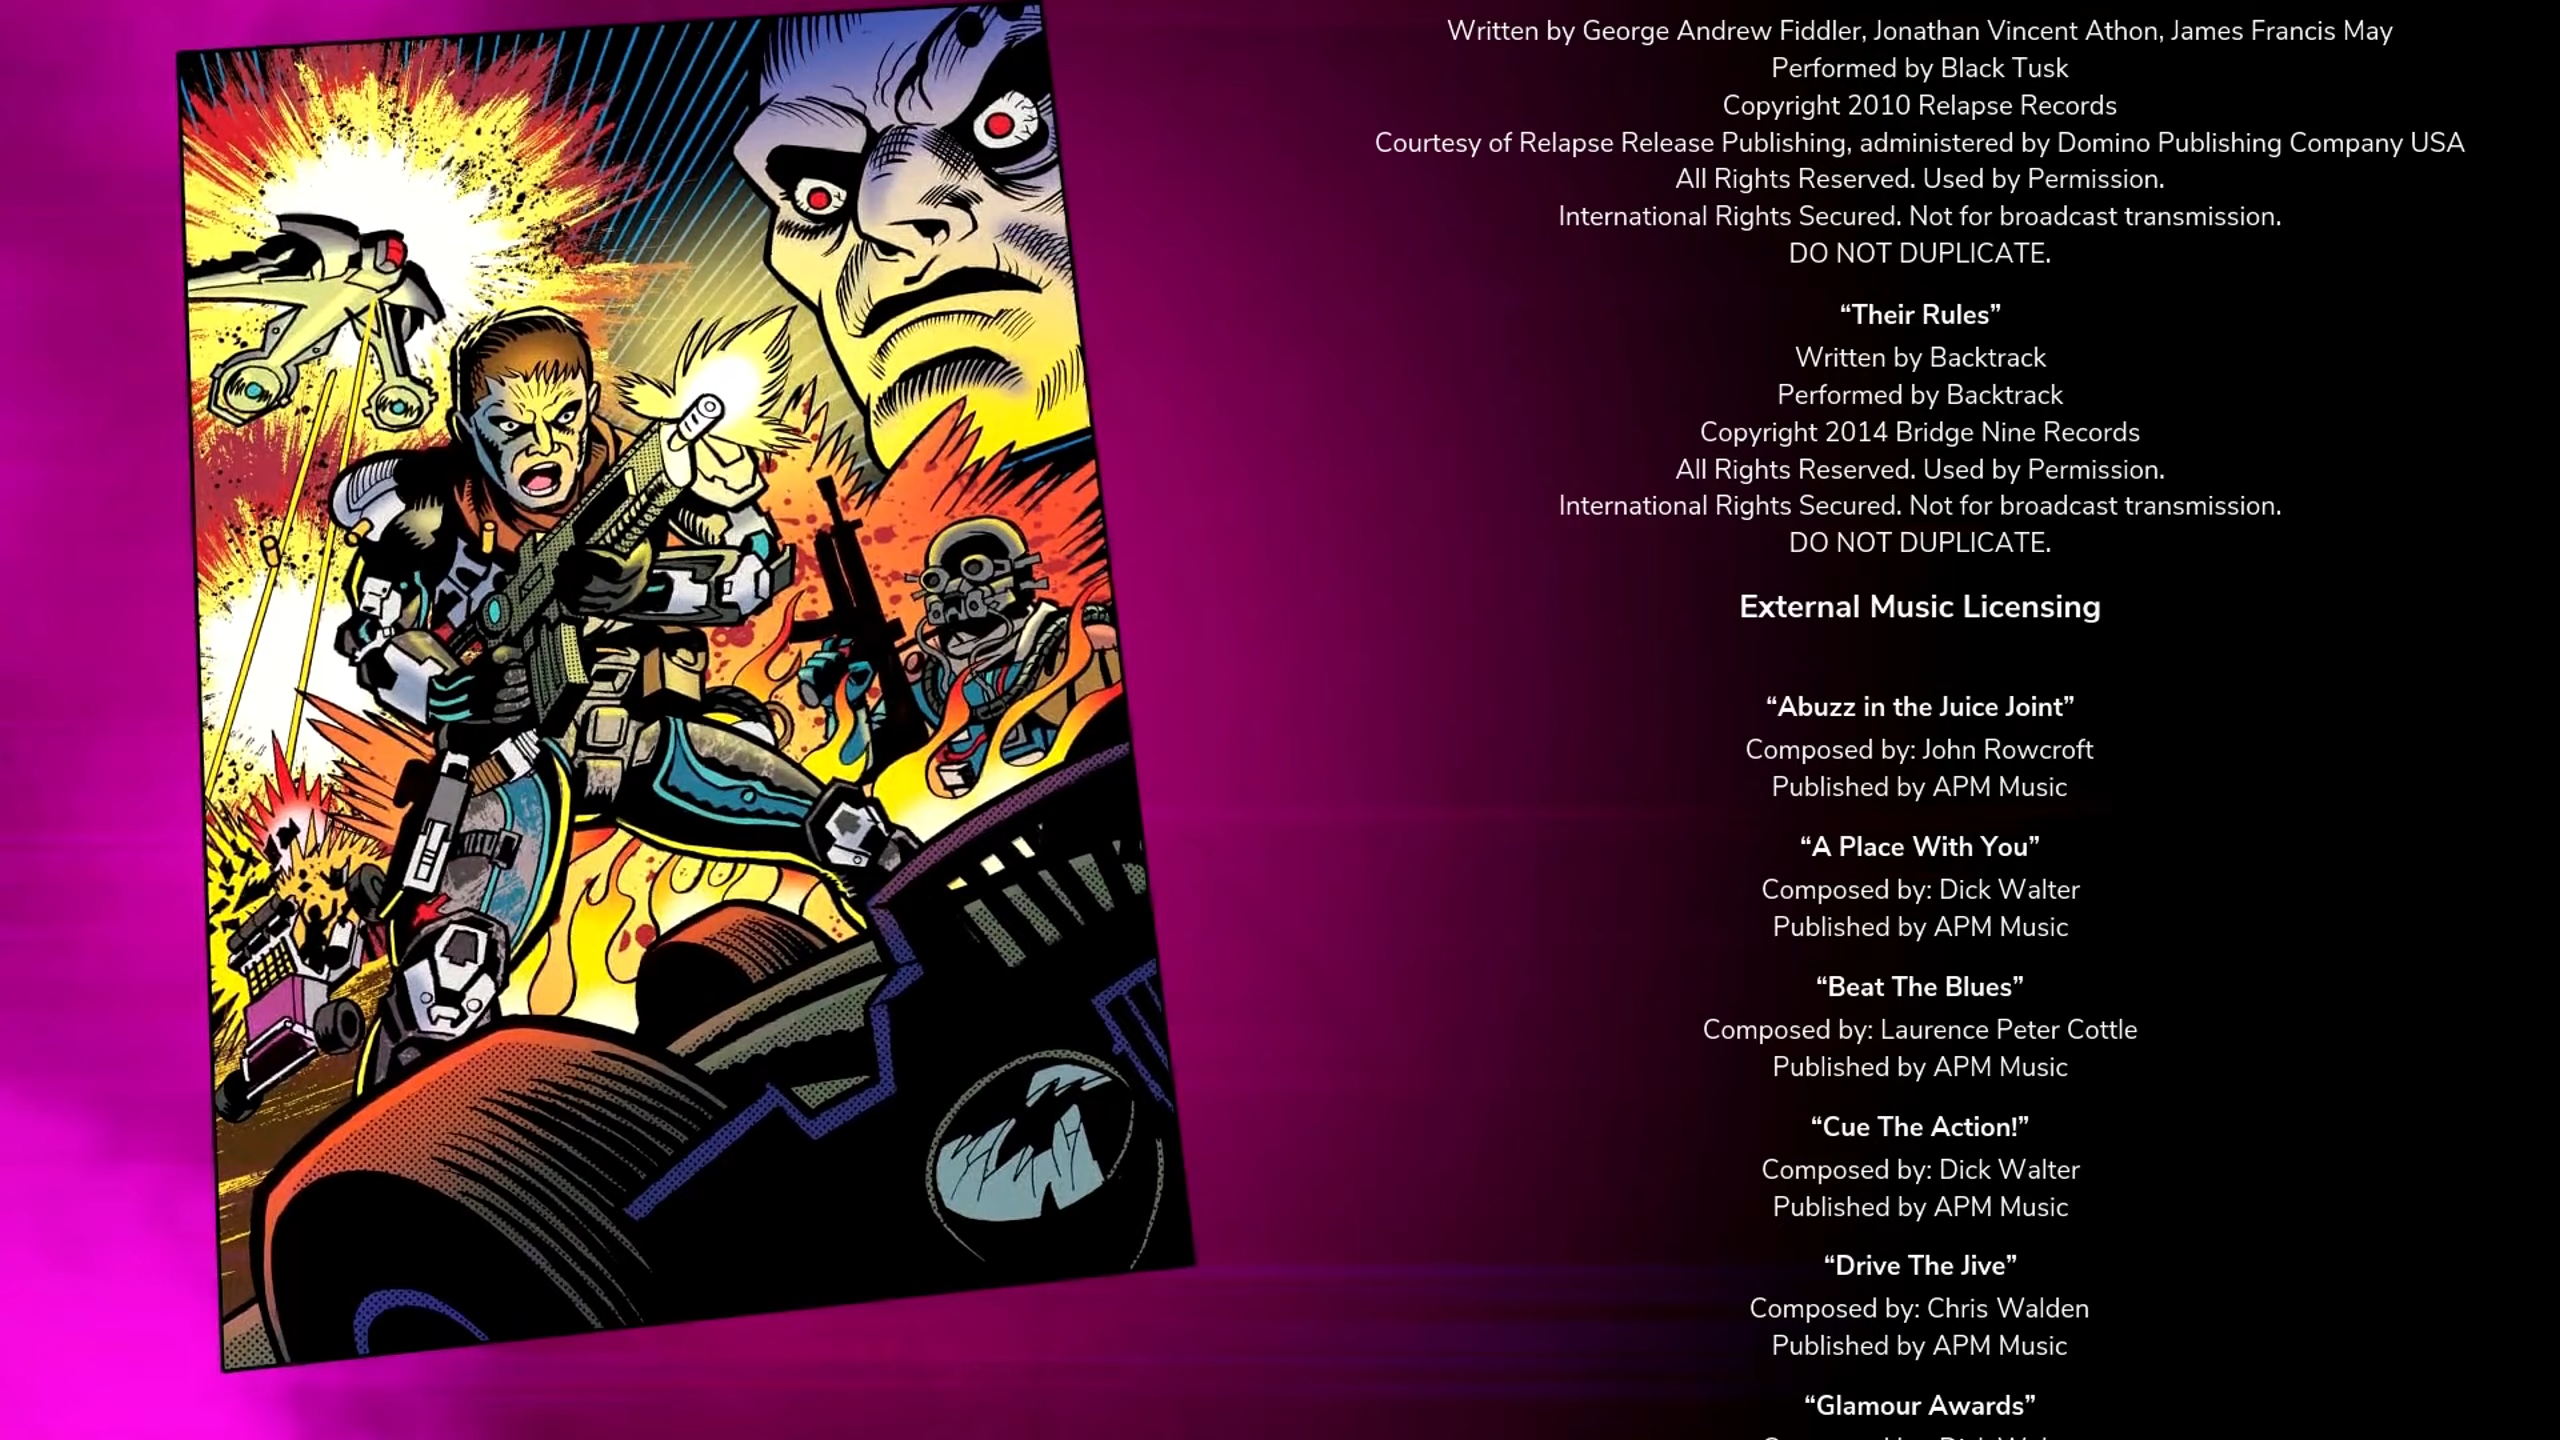 Written by George Andrew Fiddler, Jonathan Vincent Athon, James Francis May
Performed by Black Tusk
Copyright 2010 Relapse Records
Courtesy of Relapse Release Publishing, administered by Domino Publishing Company USA
All Rights Reserved. Used by Permission.
International Rights Secured. Not for broadcast transmission.
DO NOT DUPLICATE.
“Their Rules”
Written by Backtrack
Performed by Backtrack
Copyright 2014 Bridge Nine Records
All Rights Reserved. Used by Permission.
International Rights Secured. Not for broadcast transmission.
DO NOT DUPLICATE.
External Music Licensing
“Abuzz in the Juice Joint”
Composed by: John Rowcroft
Published by APM Music
“A Place With You”
Composed by: Dick Walter
Published by APM Music
“Beat The Blues”
Composed by: Laurence Peter Cottle
Published by APM Music
“Cue The Action!”
Composed by: Dick Walter
Published by APM Music
“Drive The Jive”
Composed by: Chris Walden
Published by APM Music
“Glamour Awards”